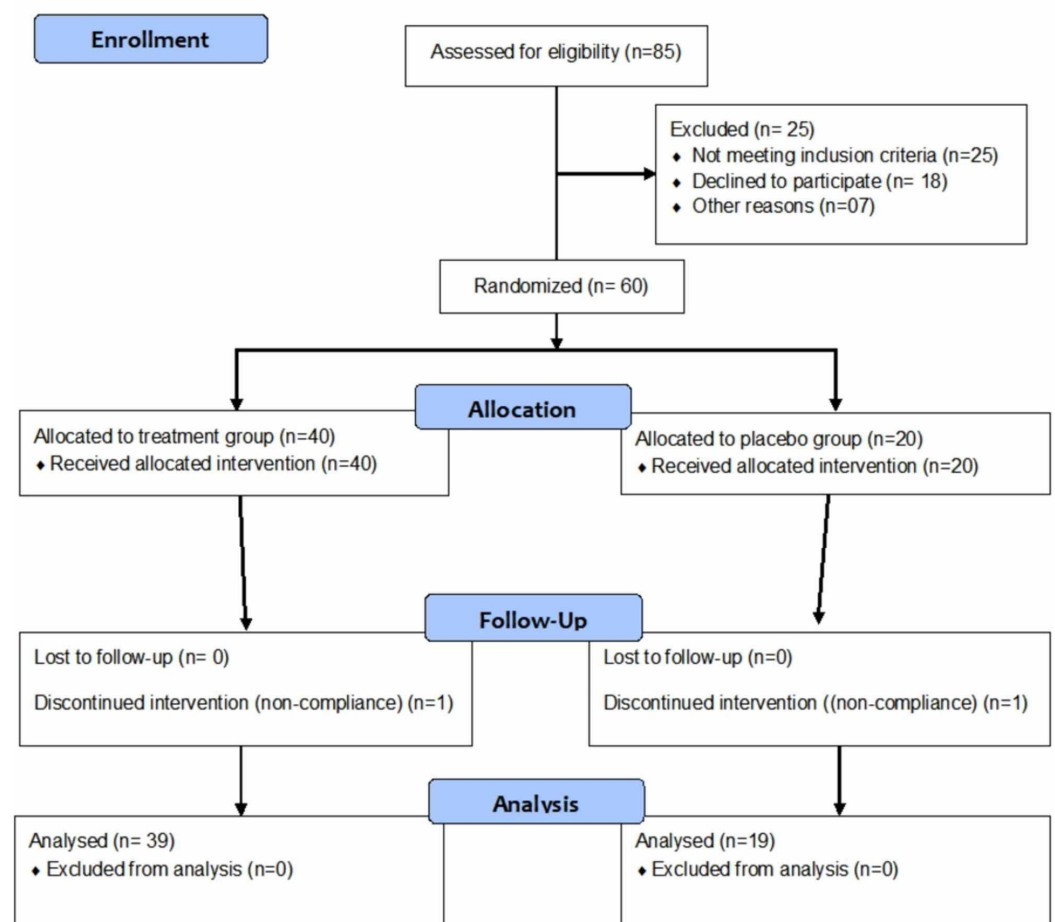 Enrollment
Assessed for eligibility (n=85)
Excluded (n= 25)
♦ Not meeting inclusion criteria (n=25)
♦ Declined to participate (n= 18)
♦ Other reasons (n=07)
Randomized (n= 60)
Allocation
Allocated to treatment group (n=40)
♦ Received allocated intervention (n=40)
Allocated to placebo group (n=20)
♦ Received allocated intervention (n=20)
Follow-Up
Lost to follow-up (n= 0)
Discontinued intervention (non-compliance) (n=1)
Lost to follow-up (n=0)
Discontinued intervention ((non-compliance) (n=1)
Analysis
Analysed (n= 39)
♦ Excluded from analysis (n=0)
Analysed (n=19)
♦ Excluded from analysis (n=0)